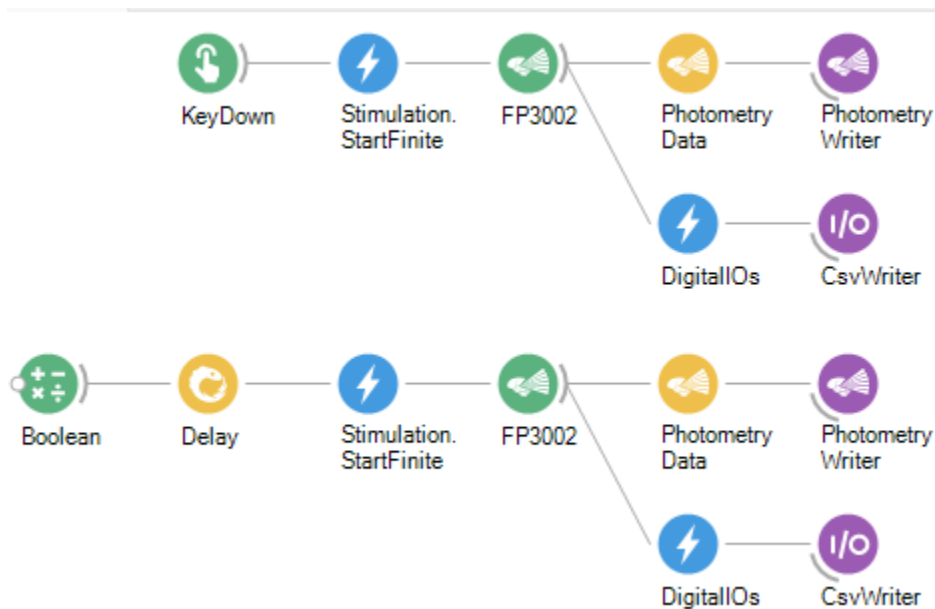 KeyDown
Stimulation.
StartFinite
FP3002
Photometry
Data
Photometry
Writer
DigitalIOs
I/O
CsvWriter
Boolean
Delay
Stimulation.
StartFinite
FP3002
Photometry
Data
Photometry
Writer
DigitalIOs
I/O
CsvWriter